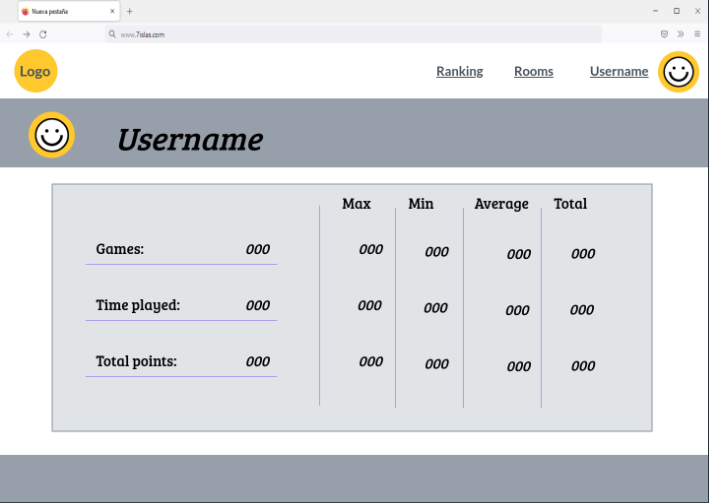 Nueva pestaña
www.7islas.com
Logo
Ranking Rooms Username
Username
Max Min Average Total
Games: 000 000 000 000 000
Time played: 000 000 000 000 000
Total points: 000 000 000 000 000